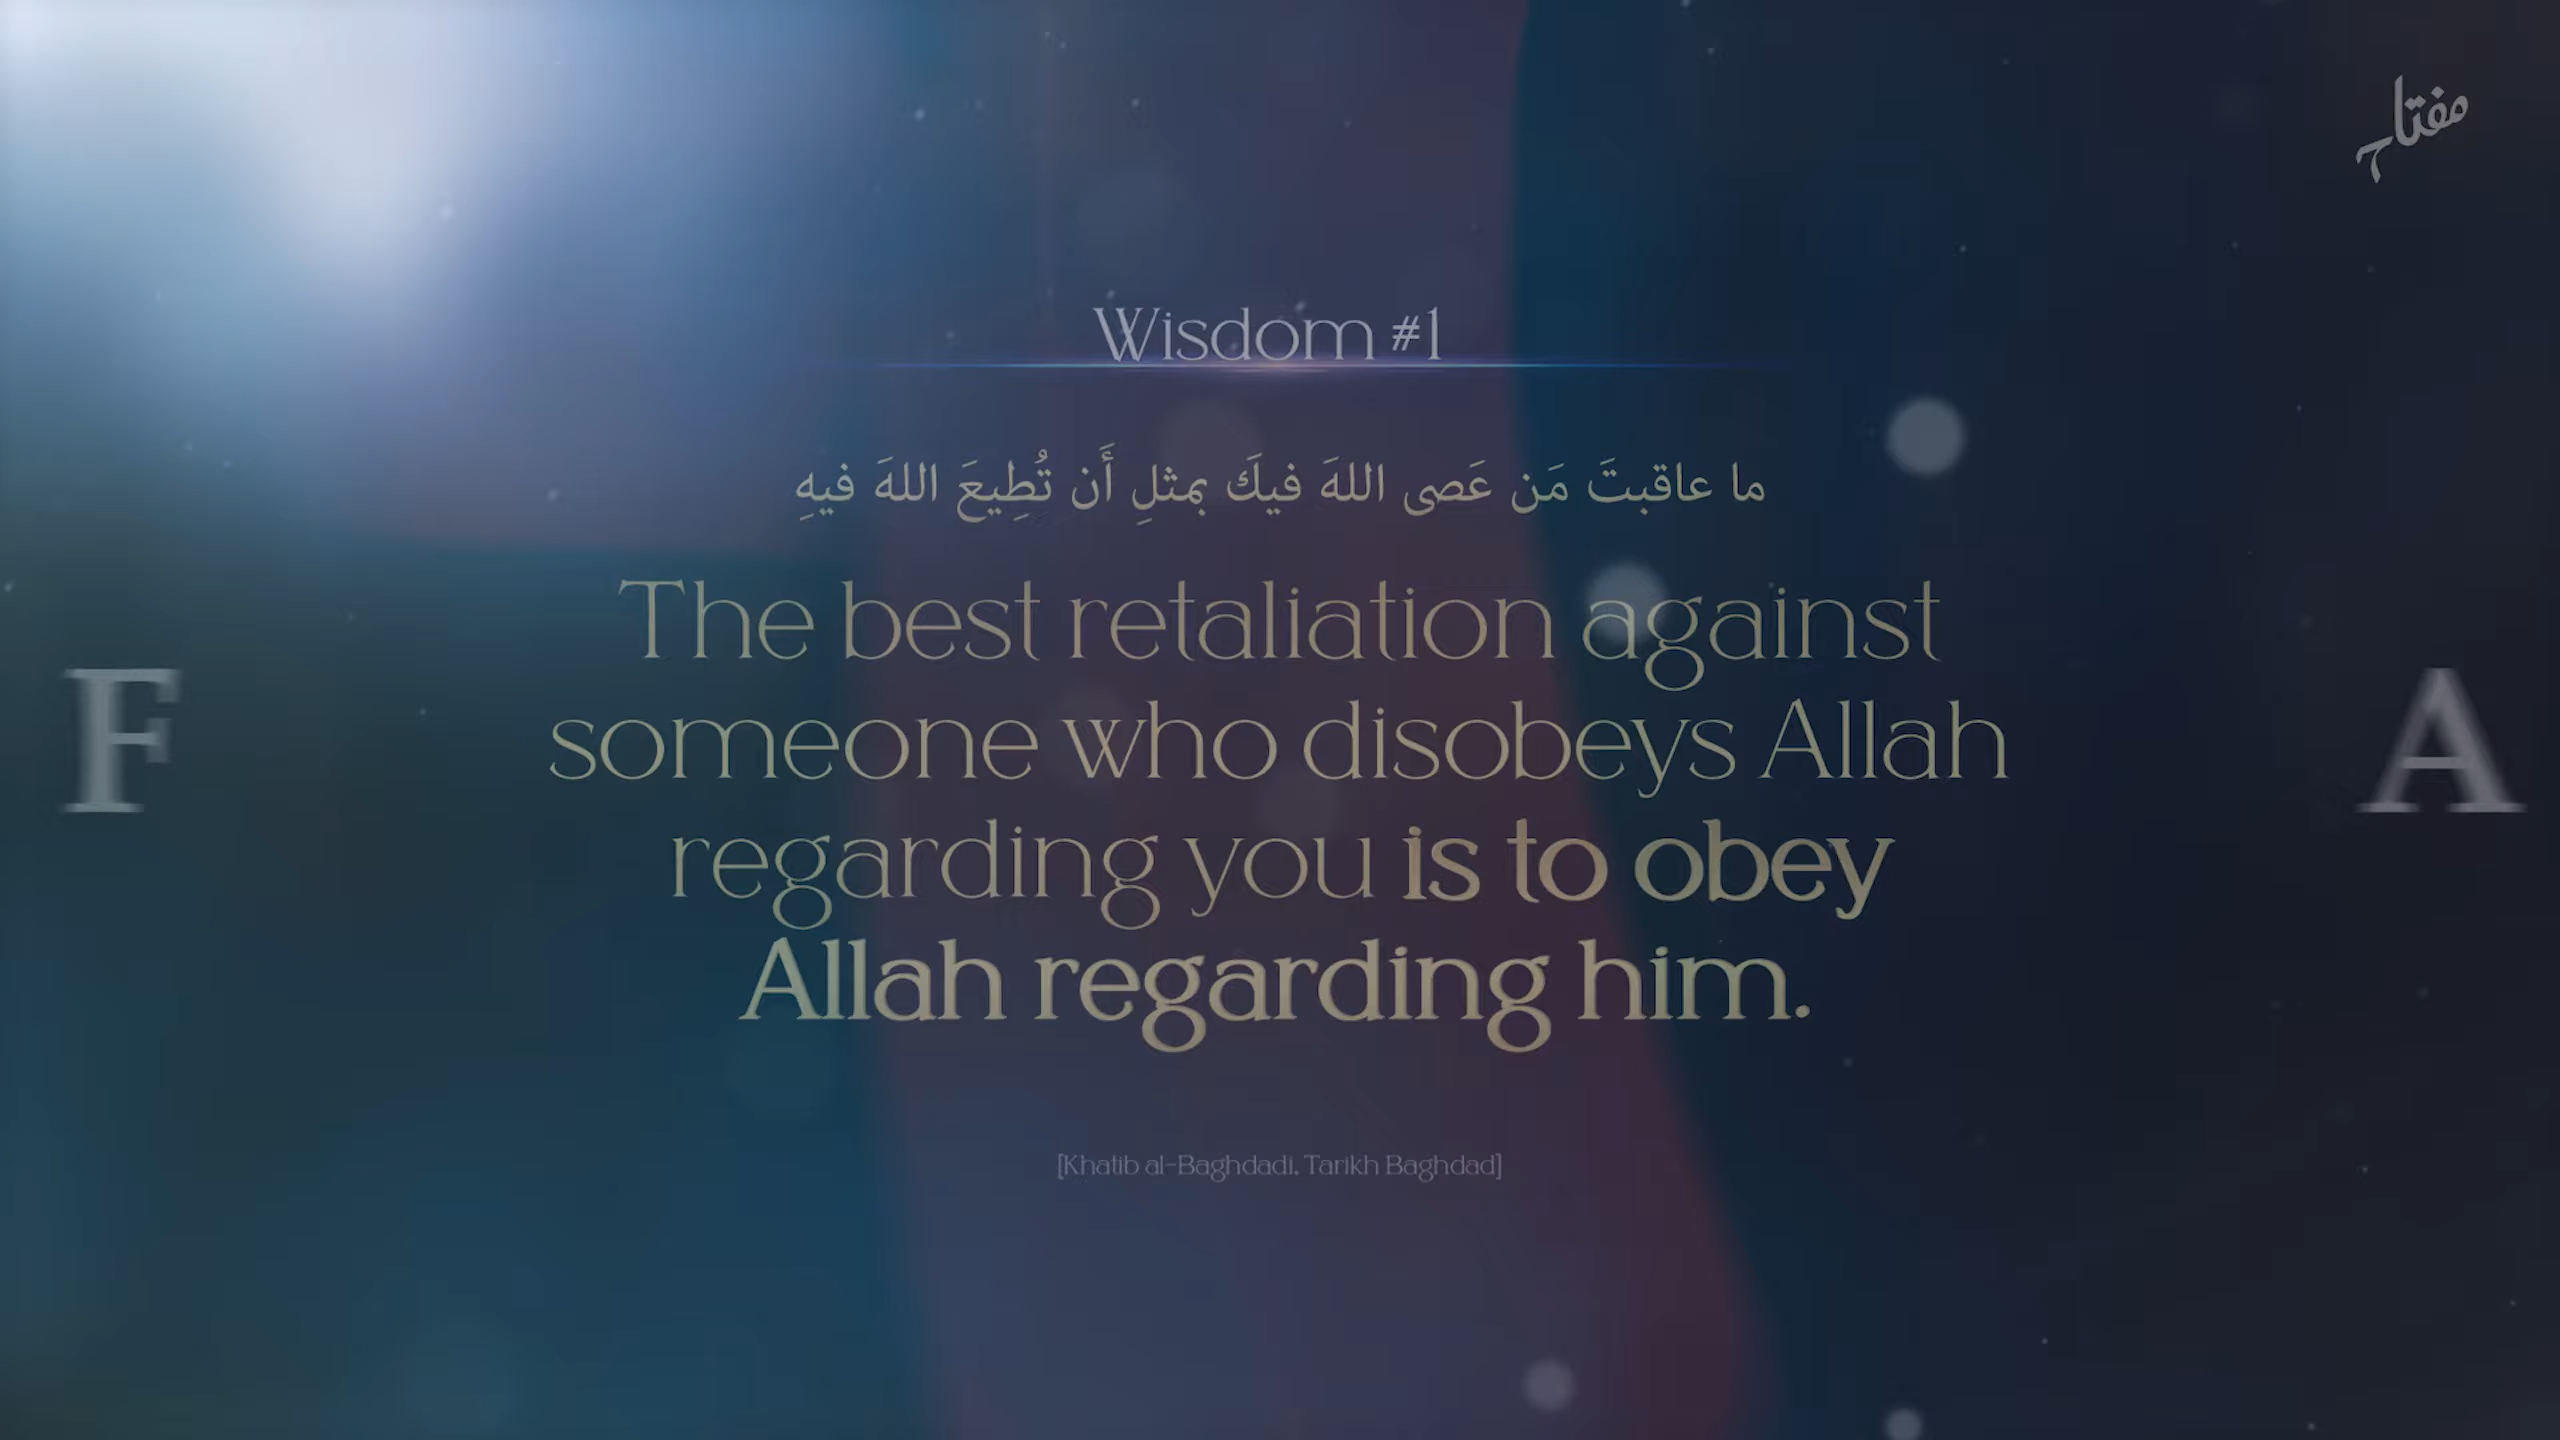 مفتاح
Wisdom #1
ما عاقبتَ مَن عَصى اللهَ فيكَ بمثلِ أَن تُطِيعَ اللهَ فيهِ
The best retaliation against
someone who disobeys Allah
F
A
regarding you is to obey
Allah regarding him.
[Khatib al-Baghdadi, Tarikh Baghdad]